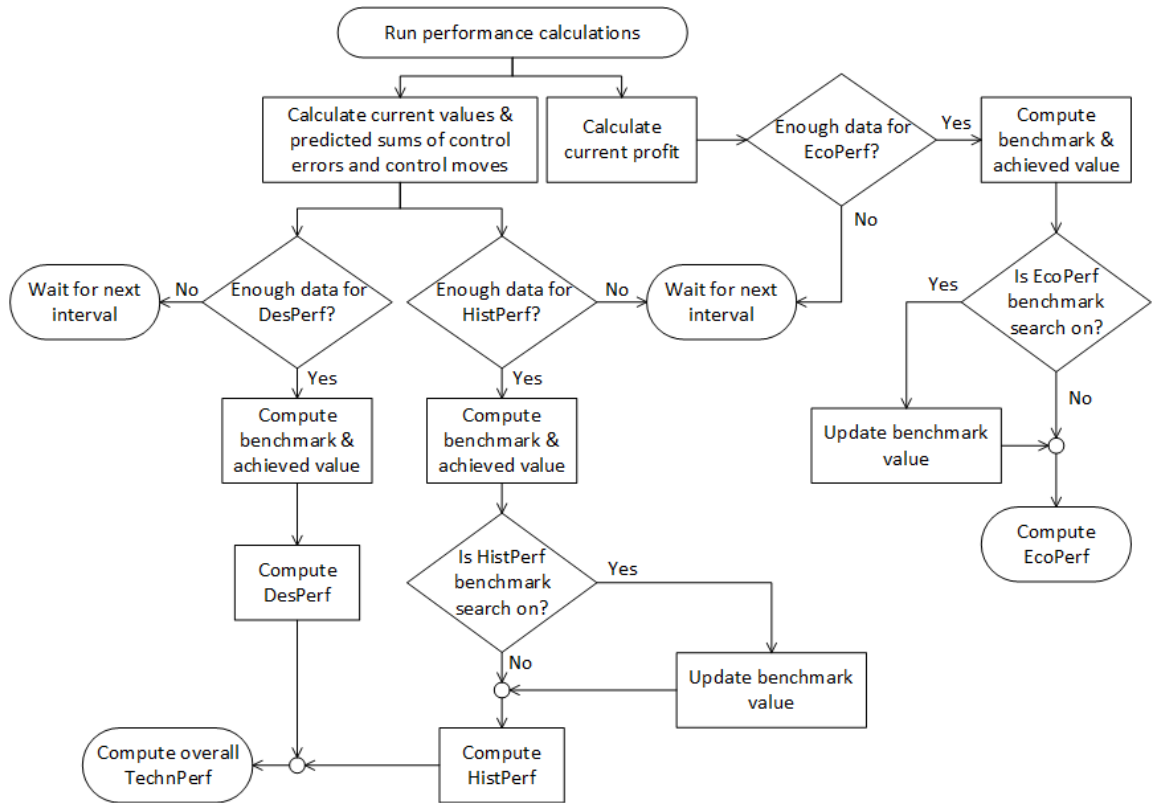 Run performance calculations
Calculate current values &
predicted sums of control
errors and control moves
Calculate
current profit
Enough data for
EcoPerf?
Yes
Compute
benchmark &
achieved value
No
Wait for next
interval
No
Enough data for
DesPerf?
Enough data for
HistPerf?
No
Wait for next
interval
Yes
Is EcoPerf
benchmark
search on?
Yes
Yes
No
Compute
benchmark &
achieved value
Compute
benchmark &
achieved value
Update benchmark
value
Compute
EcoPerf
Compute
DesPerf
Is HistPerf
benchmark
search on?
Yes
No
Update benchmark
value
Compute overall
TechnPerf
Compute
HistPerf